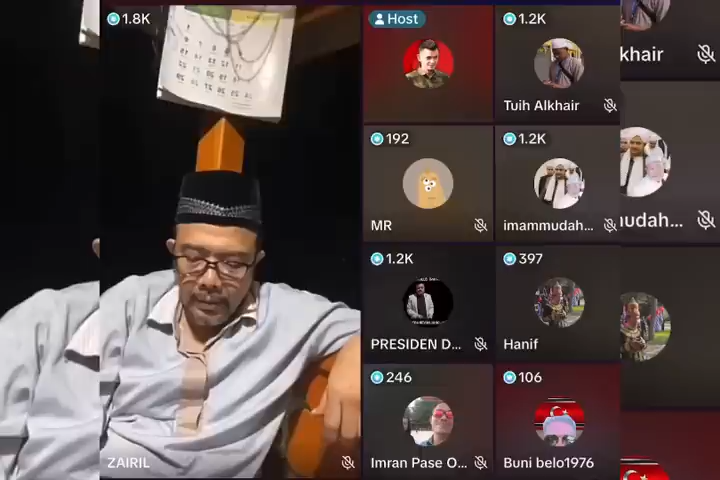 1.8K
ZAIRIL
Host
1.2K
Tuih Alkhair
192
MR
1.2K
imammudah...
1.2K
PRESIDEN D...
397
Hanif
246
Imran Pase O...
106
Buni belo1976
khair
udah...